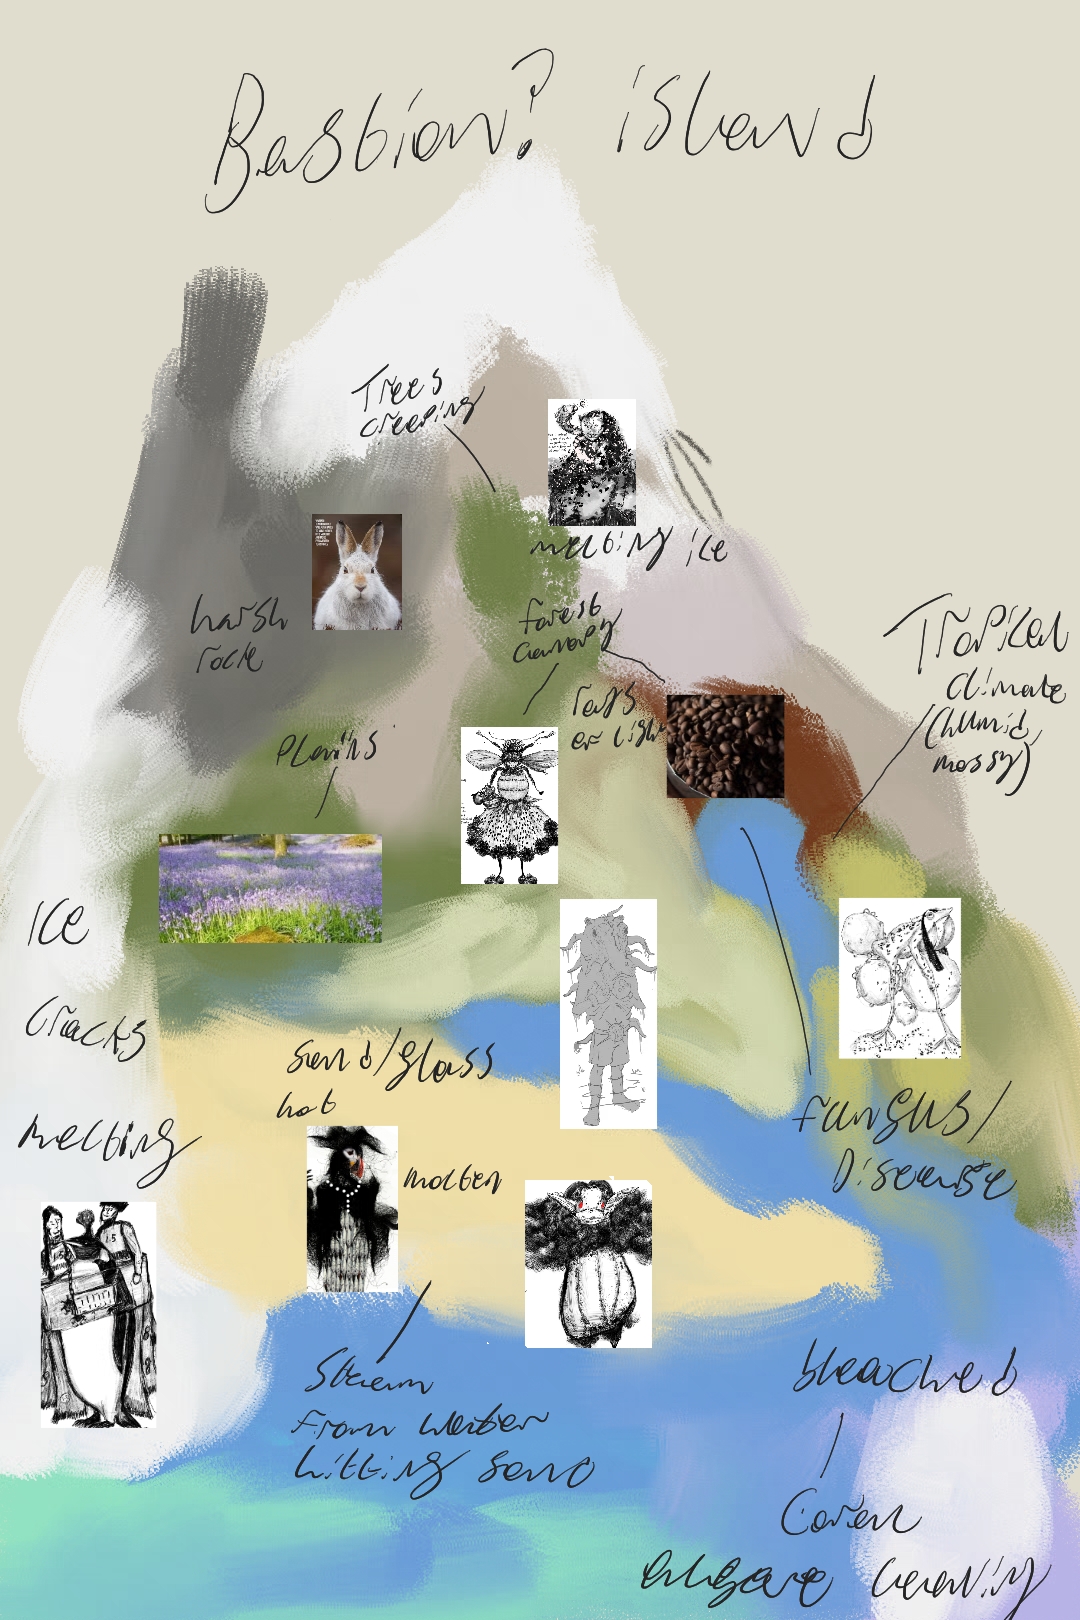 Bastion? island
Trees
creeping
melting ice
harsh
rock
forest
canopy
Tropical
climate
(humid,
mossy)
rays
of light
Plains
ice
cracks
melting
sand/glass
hot
molten
fungus/
Disease
Steam
from water
hitting sand
bleached
Coral
algae leaving